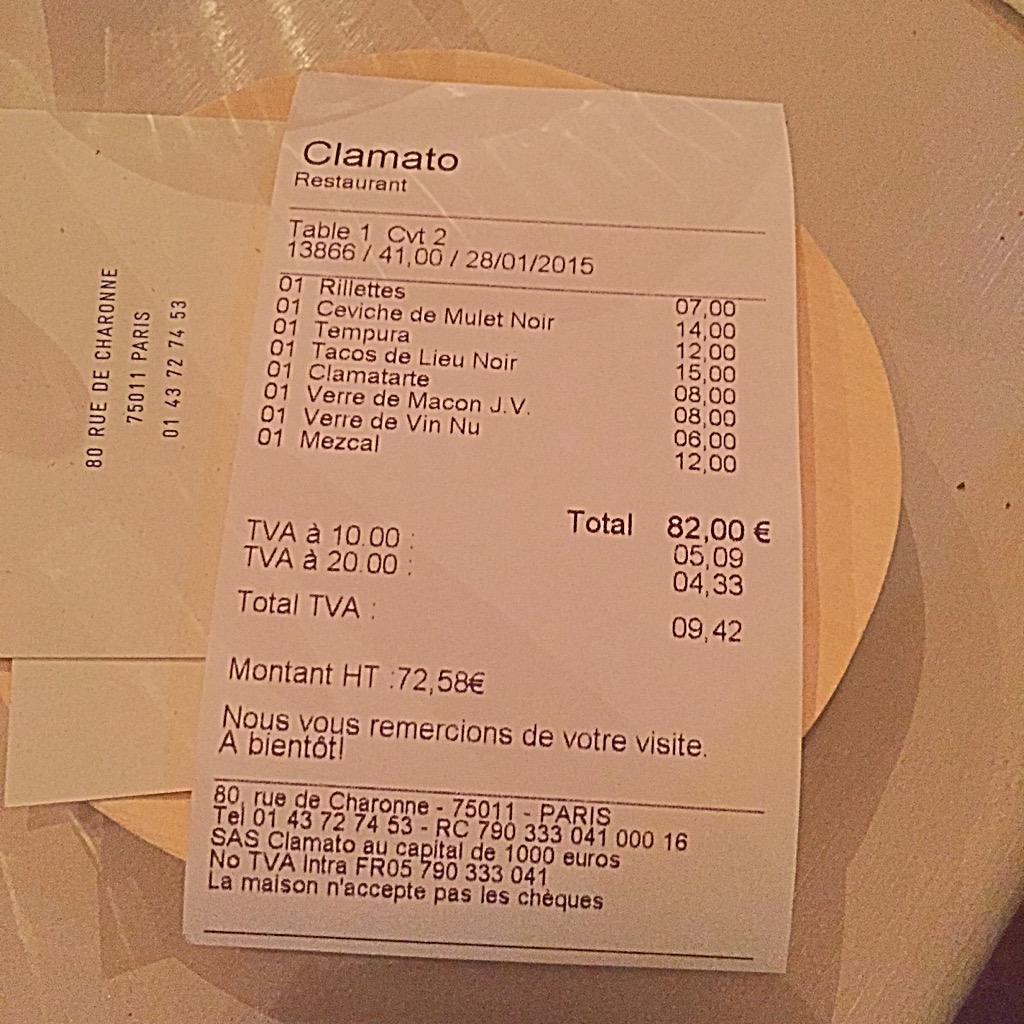 Clamato
Restaurant
Table 1 Cvt 2
13866 / 41,00 / 28/01/2015
01 Rillettes 07,00
01 Ceviche de Mulet Noir 14,00
01 Tempura 12,00
01 Tacos de Lieu Noir 15,00
01 Clamatarte 08,00
01 Verre de Macon J.V. 08,00
01 Verre de Vin Nu 06,00
01 Mezcal 12,00
Total 82,00 €
TVA à 10.00 : 05,09
TVA à 20.00 : 04,33
Total TVA : 09,42
Montant HT :72,58€
Nous vous remercions de votre visite.
A bientôt!
80, rue de Charonne - 75011 - PARIS
Tel 01 43 72 74 53 - RC 790 333 041 000 16
SAS Clamato au capital de 1000 euros
No TVA Intra FR05 790 333 041
La maison n'accepte pas les chèques
80 RUE DE CHARONNE
75011 PARIS
01 43 72 74 53